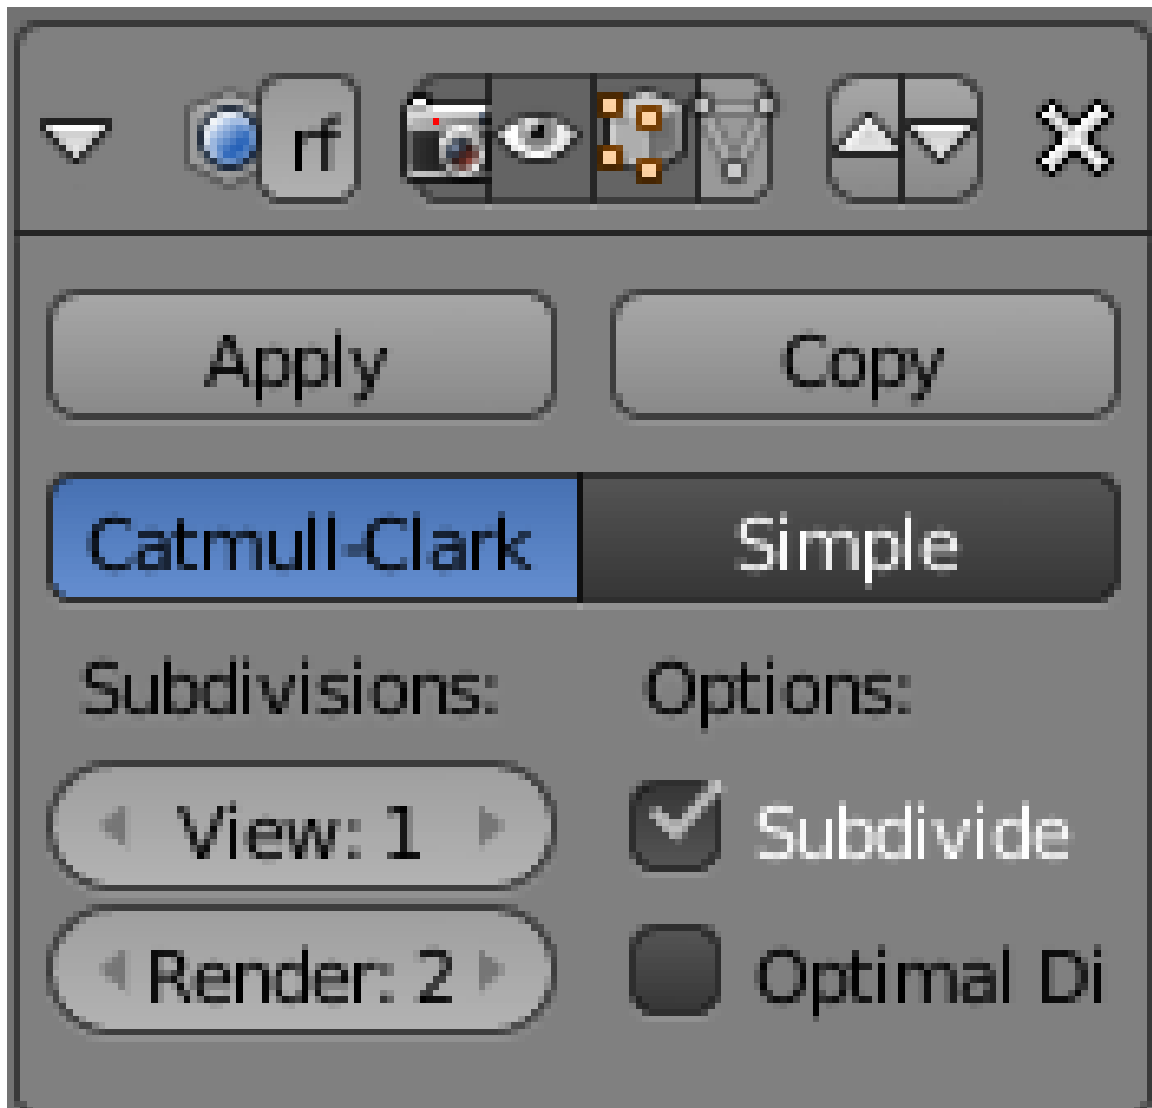 rf
Apply Copy
Catmull-Clark Simple
Subdivisions: Options:
View: 1 Subdivide
Render: 2 Optimal Di